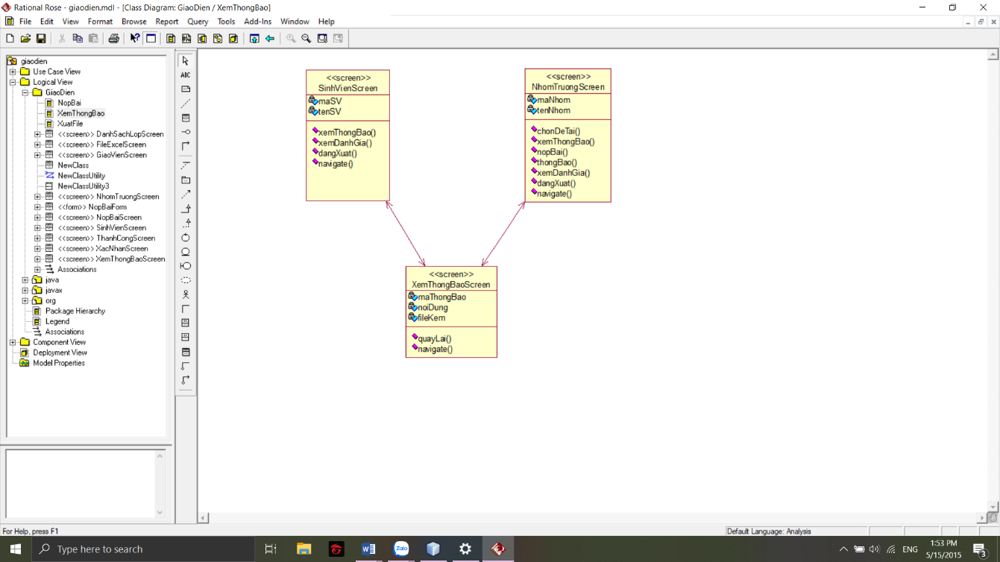 Rational Rose - giaodien.mdl - [Class Diagram: GiaoDien / XemThongBao]
File Edit View Format Browse Report Query Tools Add-Ins Window Help
giaodien
Use Case View
Logical View
GiaoDien
NopBai
XemThongBao
XuatFile
<<screen>> DanhSachLopScreen
<<screen>> FileExcelScreen
<<screen>> GiaoVienScreen
NewClass
NewClassUtility
NewClassUtility3
<<screen>> NhomTruongScreen
<<form>> NopBaiForm
<<screen>> NopBaiScreen
<<screen>> SinhVienScreen
<<screen>> ThanhCongScreen
<<screen>> XacNhanScreen
<<screen>> XemThongBaoScreen
Associations
java
javax
org
Package Hierarchy
Legend
Associations
Component View
Deployment View
Model Properties
ABC
<<screen>>
SinhVienScreen
maSV
tenSV
xemThongBao()
xemDanhGia()
dangXuat()
navigate()
<<screen>>
NhomTruongScreen
maNhom
tenNhom
chonDeTai()
xemThongBao()
nopBai()
thongBao()
xemDanhGia()
dangXuat()
navigate()
<<screen>>
XemThongBaoScreen
maThongBao
noiDung
fileKem
quayLai()
navigate()
For Help, press F1
Default Language: Analysis
Type here to search
Zalo
ENG
1:53 PM
5/15/2015
3